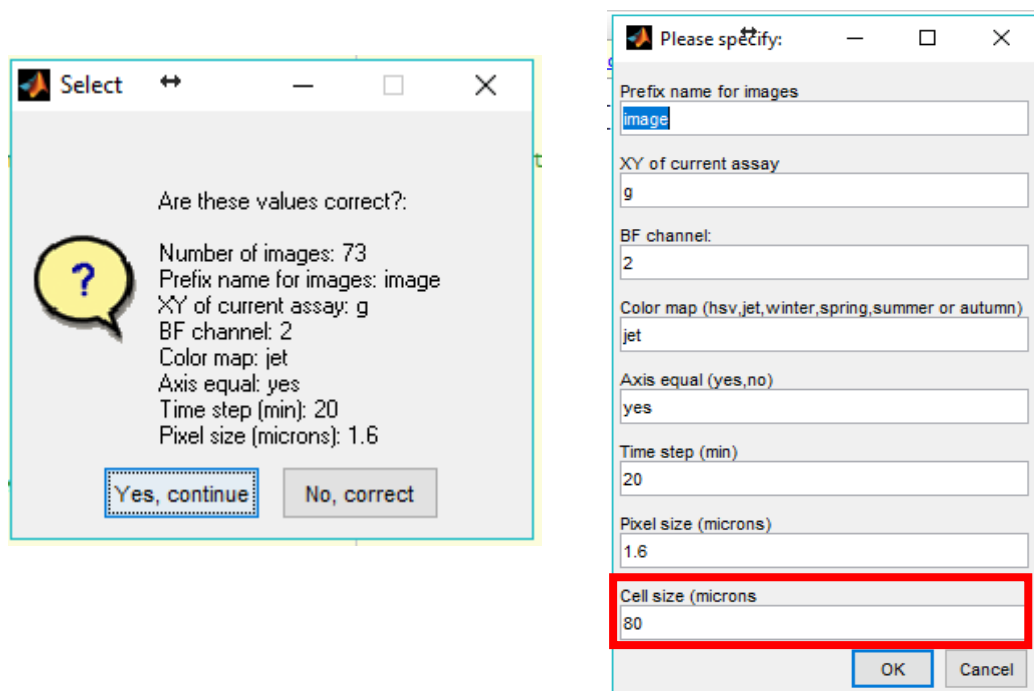 Select
Are these values correct?:
Number of images: 73
Prefix name for images: image
XY of current assay: g
BF channel: 2
Color map: jet
Axis equal: yes
Time step (min): 20
Pixel size (microns): 1.6
Yes, continue
No, correct
Please specify:
Prefix name for images
image
XY of current assay
g
BF channel:
2
Color map (hsv,jet,winter,spring,summer or autumn)
jet
Axis equal (yes,no)
yes
Time step (min)
20
Pixel size (microns)
1.6
Cell size (microns
80
OK
Cancel